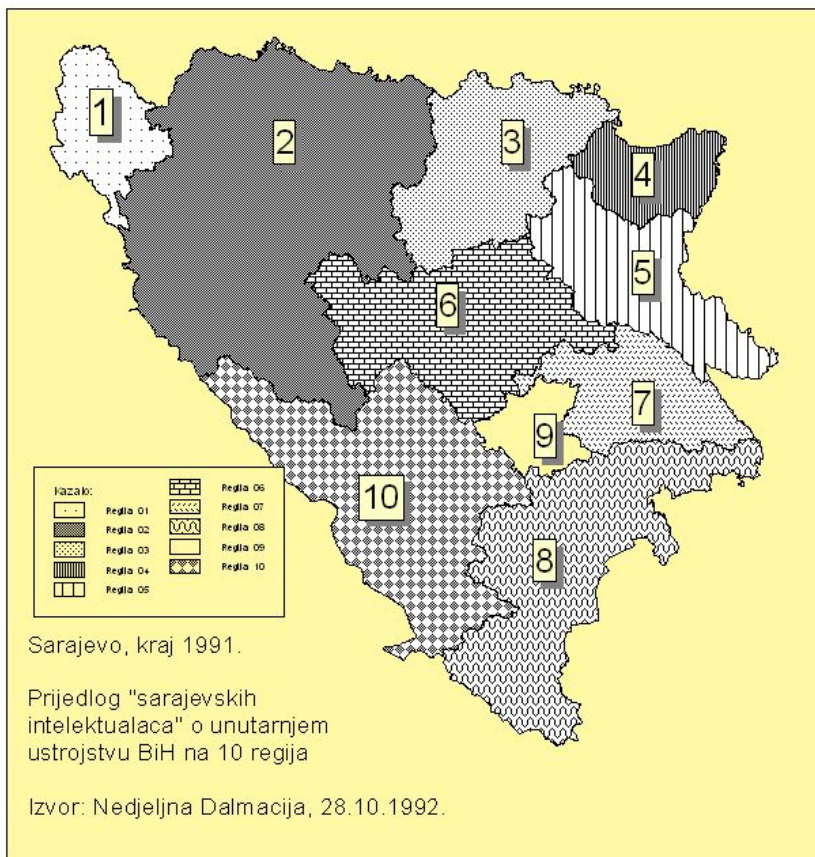 1
2
3
4
5
6
7
9
10
8
Kazalo:
Regija 01
Regija 02
Regija 03
Regija 04
Regija 05
Regija 06
Regija 07
Regija 08
Regija 09
Regija 10
Sarajevo, kraj 1991.
Prijedlog "sarajevskih
intelektualaca" o unutarnjem
ustrojstvu BiH na 10 regija
Izvor: Nedjeljna Dalmacija, 28.10.1992.